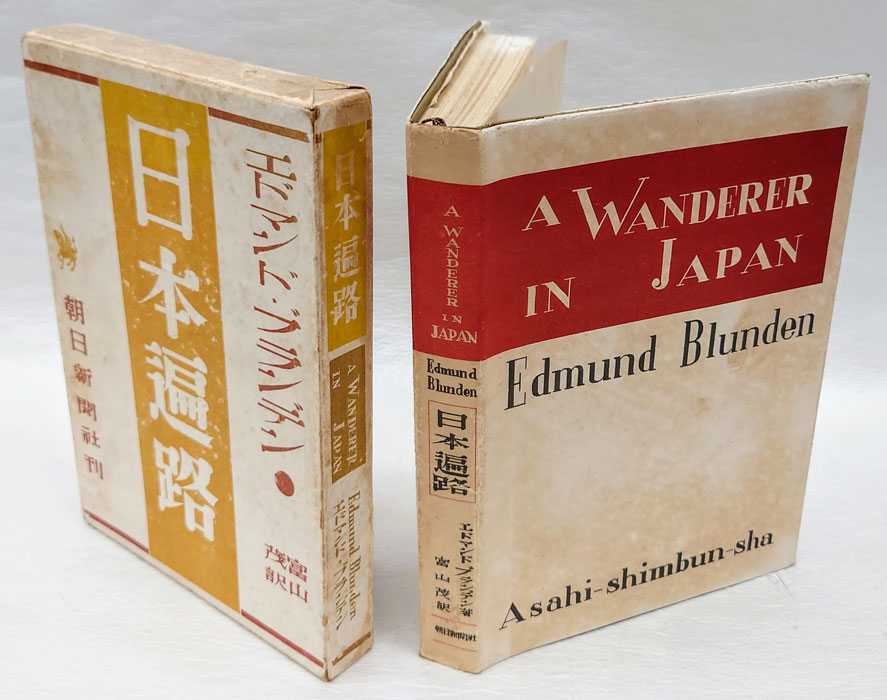 エドマンド・ブランデン
日本遍路
富山
茂訳
朝日新聞社刊
日本遍路
A WANDERER
IN JAPAN
Edmund Blunden
エドマンド ブランデン
A
WANDERER
IN
JAPAN
Edmund
Blunden
日本遍路
エドマンド ブランデン著
富山茂訳
朝日新聞社
A WANDERER
IN JAPAN
Edmund Blunden
Asahi-shimbun-sha